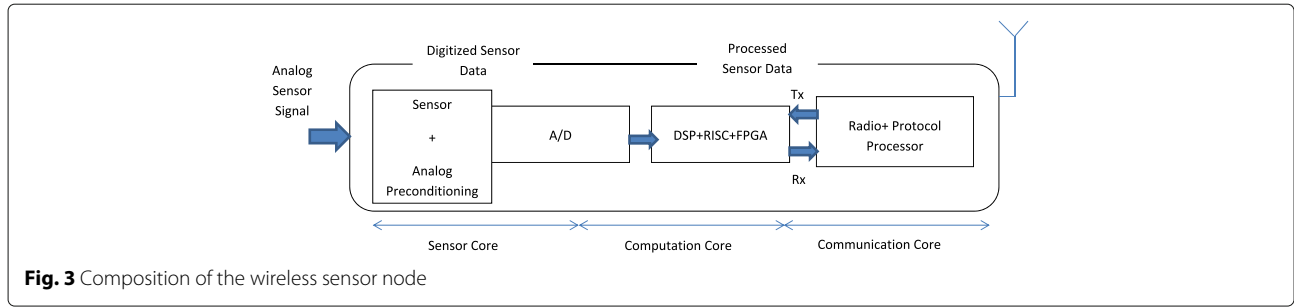 Analog
Sensor
Signal
Digitized Sensor
Data
Processed
Sensor Data
Sensor
+
Analog
Preconditioning
A/D
DSP+RISC+FPGA
Tx
Rx
Radio+ Protocol
Processor
Sensor Core
Computation Core
Communication Core
Fig. 3 Composition of the wireless sensor node